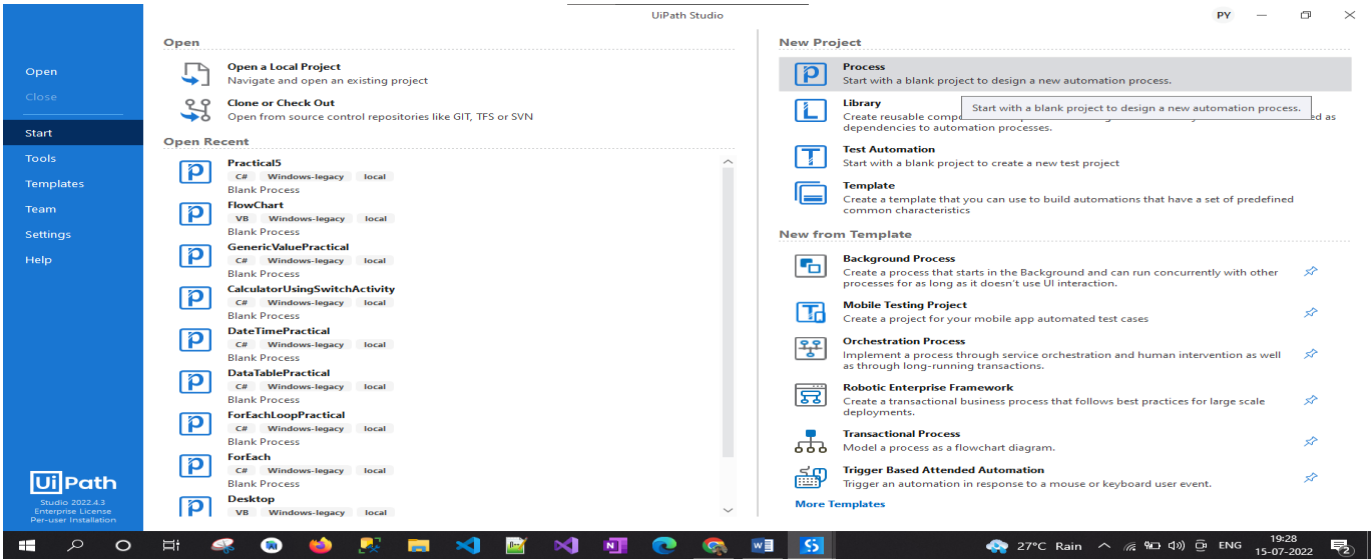 UiPath Studio
PY
Open
Close
Start
Tools
Templates
Team
Settings
Help
UiPath
Studio 2022.4.3
Enterprise License
Per-user Installation
Open
Open a Local Project
Navigate and open an existing project
Clone or Check Out
Open from source control repositories like GIT, TFS or SVN
Open Recent
Practical5
C# Windows-legacy local
Blank Process
FlowChart
VB Windows-legacy local
Blank Process
GenericValuePractical
C# Windows-legacy local
Blank Process
CalculatorUsingSwitchActivity
C# Windows-legacy local
Blank Process
DateTimePractical
C# Windows-legacy local
Blank Process
DataTablePractical
C# Windows-legacy local
Blank Process
ForEachLoopPractical
C# Windows-legacy local
Blank Process
ForEach
C# Windows-legacy local
Blank Process
Desktop
VB Windows-legacy local
New Project
Process
Start with a blank project to design a new automation process.
Library
Start with a blank project to design a new automation process.
Create reusable comp ed as
dependencies to automation processes.
Test Automation
Start with a blank project to create a new test project
Template
Create a template that you can use to build automations that have a set of predefined
common characteristics
New from Template
Background Process
Create a process that starts in the Background and can run concurrently with other
processes for as long as it doesn't use UI interaction.
Mobile Testing Project
Create a project for your mobile app automated test cases
Orchestration Process
Implement a process through service orchestration and human intervention as well
as through long-running transactions.
Robotic Enterprise Framework
Create a transactional business process that follows best practices for large scale
deployments.
Transactional Process
Model a process as a flowchart diagram.
Trigger Based Attended Automation
Trigger an automation in response to a mouse or keyboard user event.
More Templates
27°C Rain
ENG
19:28
15-07-2022
2